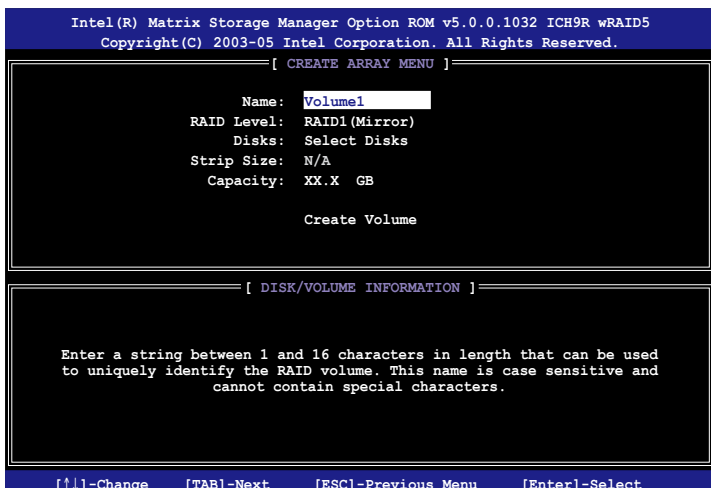 Intel(R) Matrix Storage Manager Option ROM v5.0.0.1032 ICH9R wRAID5
Copyright(C) 2003-05 Intel Corporation. All Rights Reserved.
[ CREATE ARRAY MENU ]
Name: Volume1
RAID Level: RAID1(Mirror)
Disks: Select Disks
Strip Size: N/A
Capacity: XX.X GB
Create Volume
[ DISK/VOLUME INFORMATION ]
Enter a string between 1 and 16 characters in length that can be used
to uniquely identify the RAID volume. This name is case sensitive and
cannot contain special characters.
[↑↓]-Change [TAB]-Next [ESC]-Previous Menu [Enter]-Select